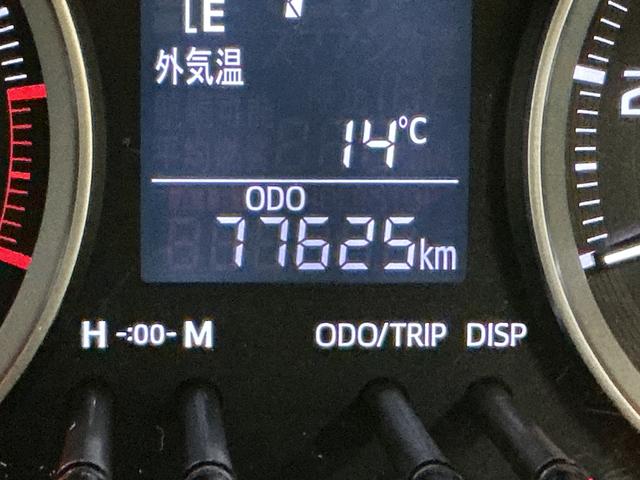 外気温
14°C
ODO
77625km
H -:00- M ODO/TRIP DISP